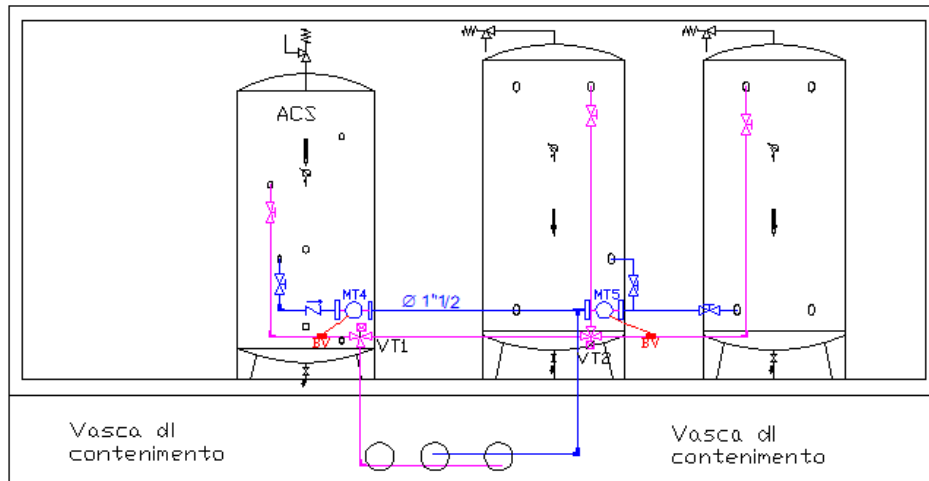 ACS
MT4
Ø 1"1/2
MT5
BV
VT1
VT2
BV
Vasca dI
contenimento
Vasca dI
contenimento